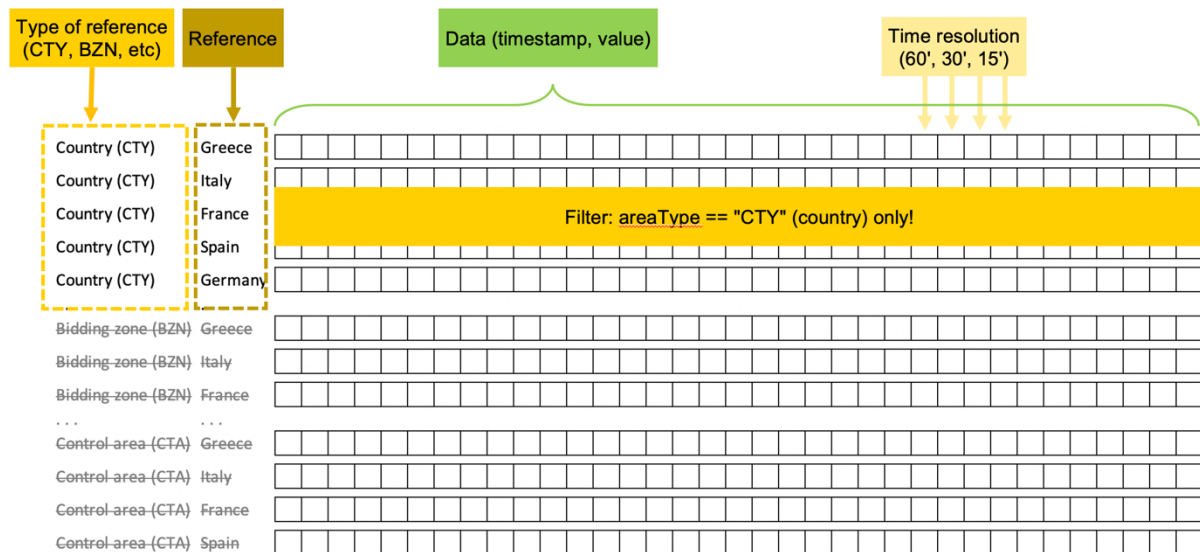 Type of reference
(CTY, BZN, etc)
Reference
Data (timestamp, value)
Time resolution
(60', 30', 15')
Country (CTY) Greece
Country (CTY) Italy
Country (CTY) France
Filter: areaType == "CTY" (country) only!
Country (CTY) Spain
Country (CTY) Germany
Bidding zone (BZN) Greece
Bidding zone (BZN) Italy
Bidding zone (BZN) France
... ...
Control area (CTA) Greece
Control area (CTA) Italy
Control area (CTA) France
Control area (CTA) Spain